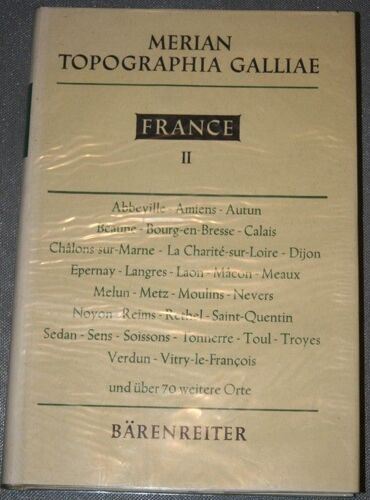 MERIAN
TOPOGRAPHIA GALLIAE
FRANCE
II
Abbeville - Amiens - Autun
Beaune - Bourg-en-Bresse - Calais
Châlons-sur-Marne - La Charité-sur-Loire - Dijon
Epernay - Langres - Laon - Mâcon - Meaux
Melun - Metz - Moulins - Nevers
Noyon - Reims - Rethel - Saint-Quentin
Sedan - Sens - Soissons - Tonnerre - Toul - Troyes
Verdun - Vitry-le-François
und über 70 weitere Orte
BÄRENREITER